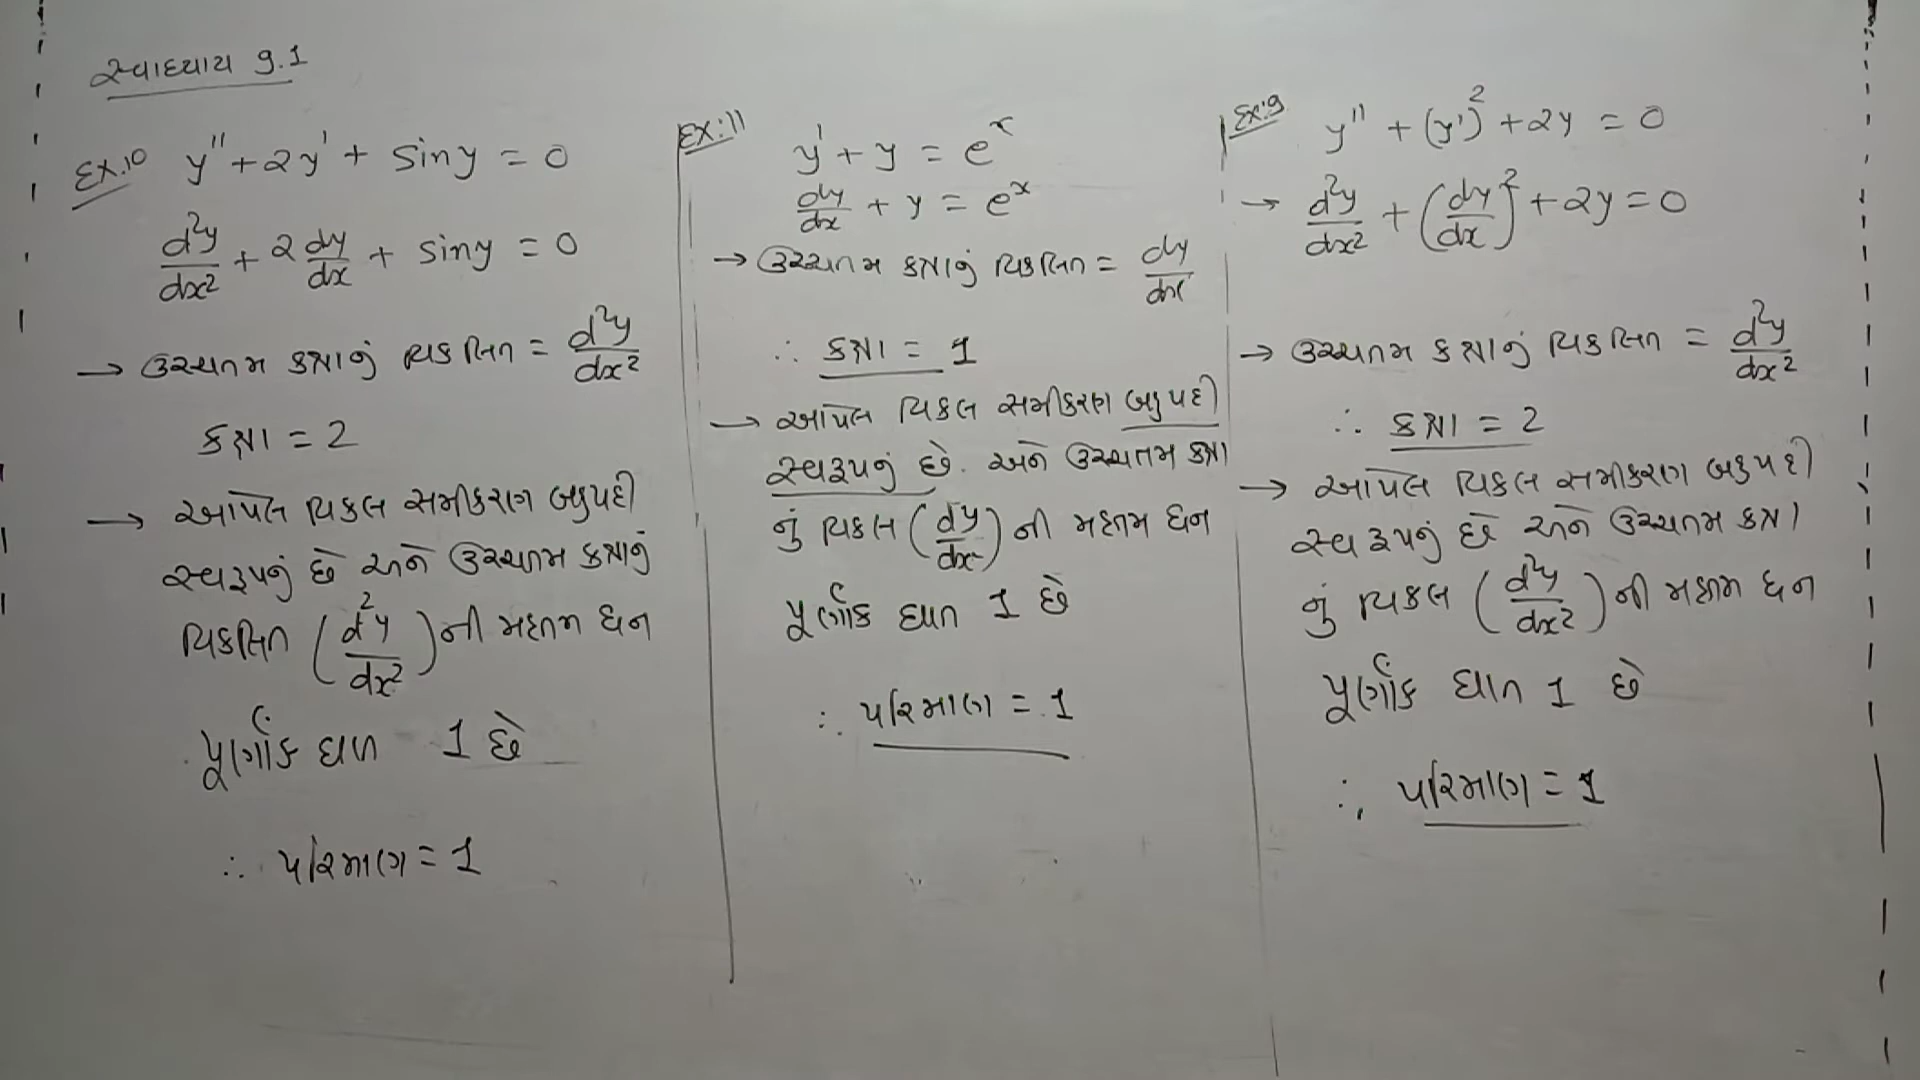 સ્વાધ્યાય 9.1
Ex.10 y'' + 2y' + sin y = 0
d²y/dx² + 2 dy/dx + sin y = 0
→ ઉચ્ચતમ કક્ષાનું વિકલિત = d²y/dx²
કક્ષા = 2
→ આપેલ વિકલ સમીકરણ બહુપદી
સ્વરૂપનું છે અને ઉચ્ચતમ કક્ષાનું
વિકલિત (d²y/dx²) ની મહત્તમ ઘન
પૂર્ણાંક ઘાત 1 છે
∴ પરિમાણ = 1
Ex:11
y' + y = eˣ
dy/dx + y = eˣ
→ ઉચ્ચતમ કક્ષાનું વિકલિત = dy/dx
∴ કક્ષા = 1
→ આપેલ વિકલ સમીકરણ બહુપદી
સ્વરૂપનું છે. અને ઉચ્ચતમ કક્ષા
નું વિકલ (dy/dx) ની મહત્તમ ઘન
પૂર્ણાંક ઘાત 1 છે
∴ પરિમાણ = 1
Ex:9 y'' + (y')² + 2y = 0
→ d²y/dx² + (dy/dx)² + 2y = 0
→ ઉચ્ચતમ કક્ષાનું વિકલિત = d²y/dx²
∴ કક્ષા = 2
→ આપેલ વિકલ સમીકરણ બહુપદી
સ્વરૂપનું છે અને ઉચ્ચતમ કક્ષા
નું વિકલ (d²y/dx²) ની મહત્તમ ઘન
પૂર્ણાંક ઘાત 1 છે
∴ પરિમાણ = 1